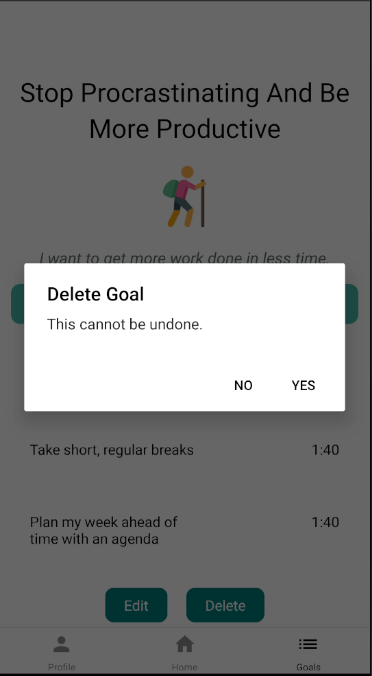 Stop Procrastinating And Be
More Productive
I want to get more work done in less time.
Delete Goal
This cannot be undone.
NO YES
Take short, regular breaks 1:40
Plan my week ahead of 1:40
time with an agenda
Edit Delete
Profile Home Goals